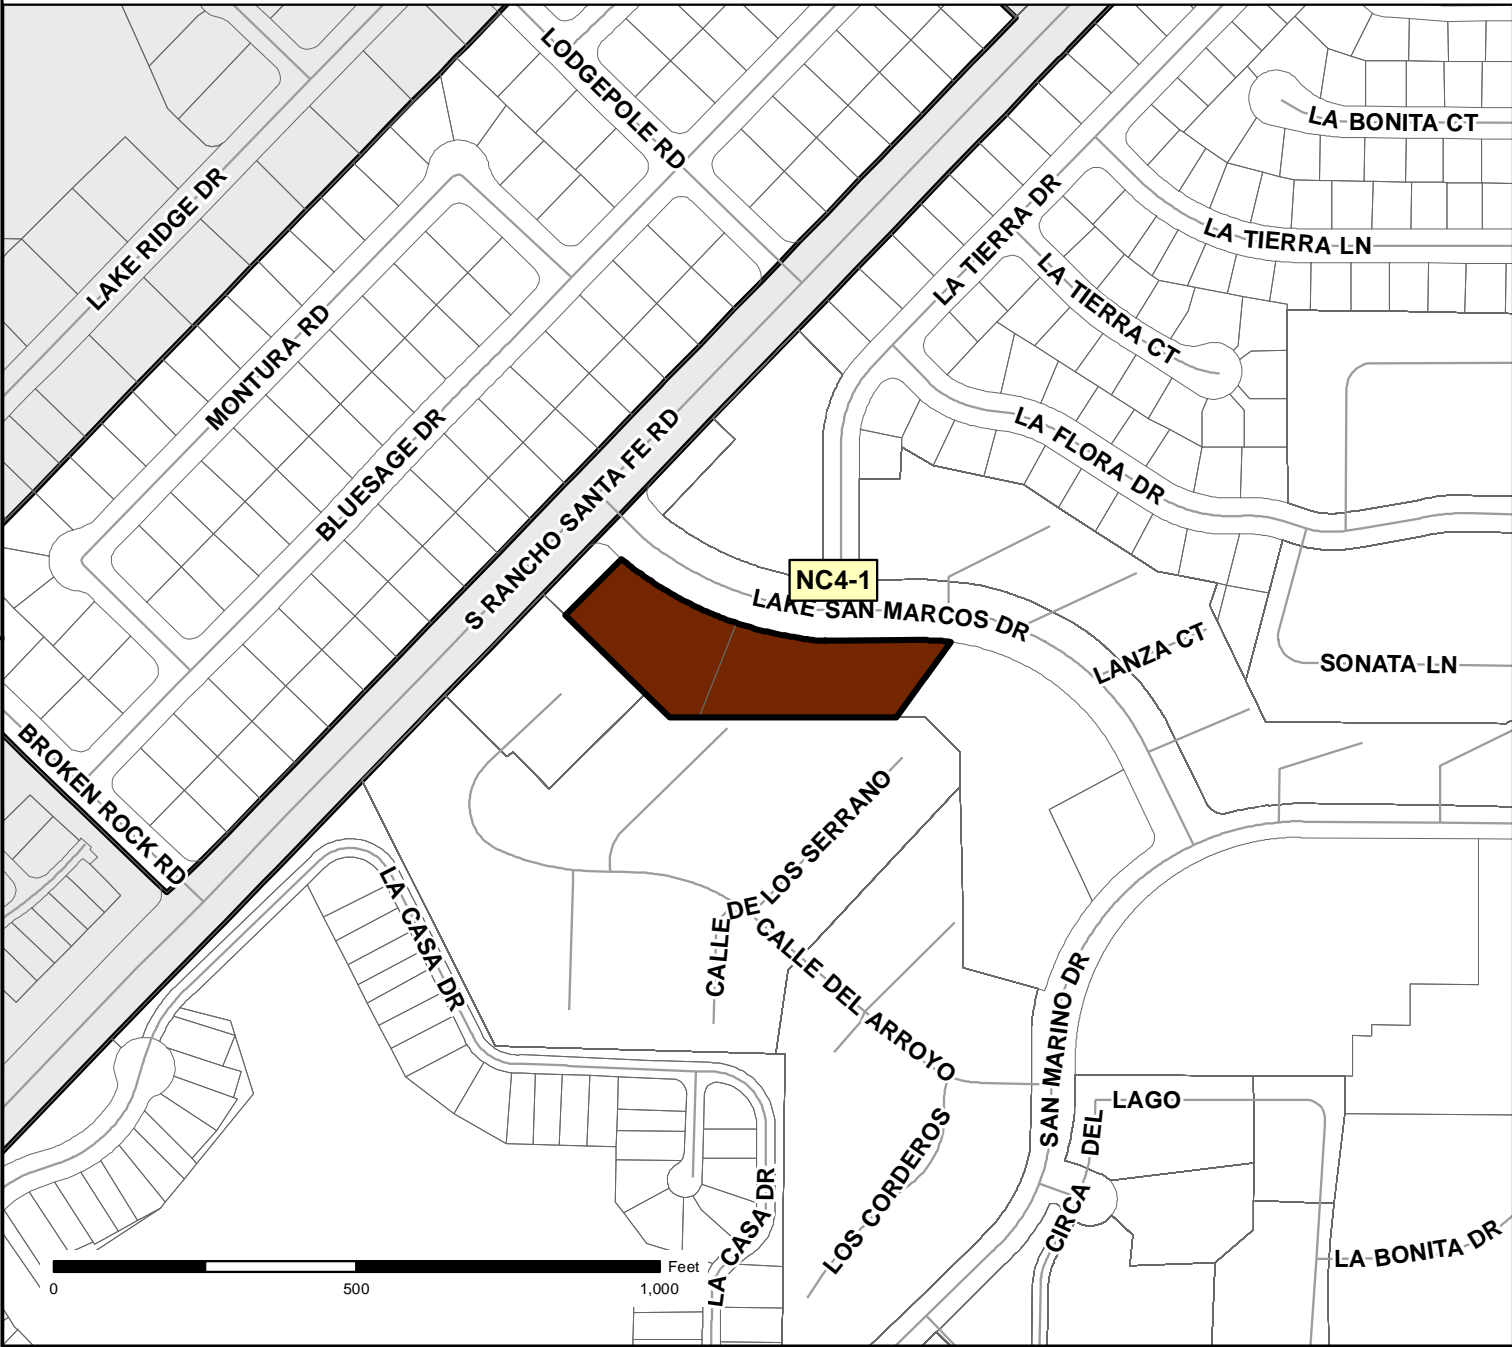 LODGEPOLE RD
LA BONITA CT
LAKE RIDGE DR
LA TIERRA DR
LA TIERRA LN
LA TIERRA CT
MONTURA RD
BLUESAGE DR
LA FLORA DR
S RANCHO SANTA FE RD
NC4-1
LAKE SAN MARCOS DR
LANZA CT
SONATA LN
BROKEN ROCK RD
CALLE DE LOS SERRANO
LA CASA DR
CALLE DEL ARROYO
SAN MARINO DR
CIRCA DEL LAGO
LOS CORDEROS
LA CASA DR
LA BONITA DR
Feet
0 500 1,000